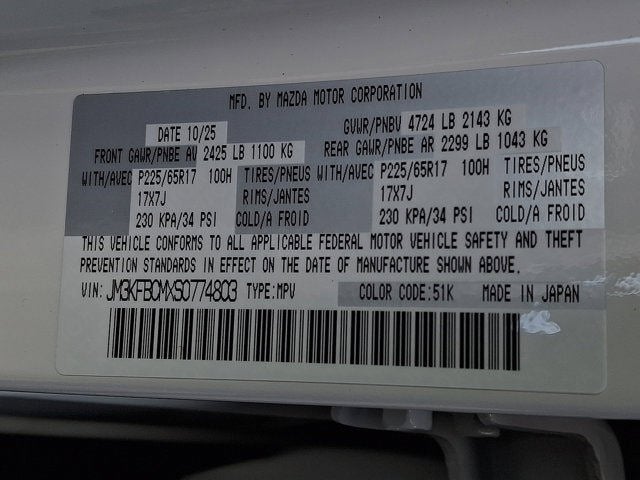 MFD. BY MAZDA MOTOR CORPORATION
DATE 10/25 GVWR/PNBV 4724 LB 2143 KG
FRONT GAWR/PNBE AV 2425 LB 1100 KG REAR GAWR/PNBE AR 2299 LB 1043 KG
WITH/AVEC P225/65R17 100H TIRES/PNEUS WITH/AVEC P225/65R17 100H TIRES/PNEUS
17X7J RIMS/JANTES 17X7J RIMS/JANTES
230 KPA/34 PSI COLD/A FROID 230 KPA/34 PSI COLD/A FROID
THIS VEHICLE CONFORMS TO ALL APPLICABLE FEDERAL MOTOR VEHICLE SAFETY AND THEFT
PREVENTION STANDARDS IN EFFECT ON THE DATE OF MANUFACTURE SHOWN ABOVE.
VIN: JM3KFBCMXS0774803 TYPE:MPV COLOR CODE:51K MADE IN JAPAN